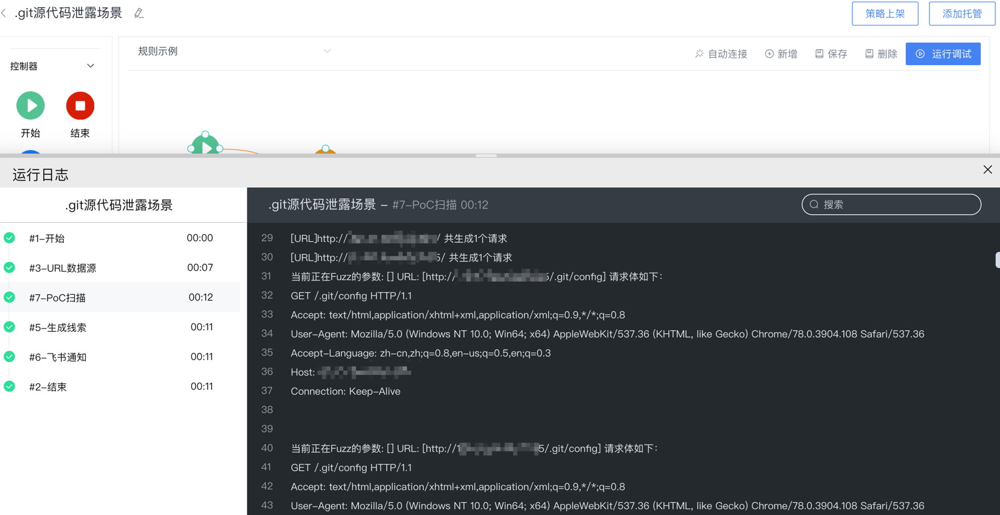 .git源代码泄露场景
策略上架
添加托管
规则示例
自动连接
新增
保存
删除
运行调试
控制器
开始
结束
运行日志
.git源代码泄露场景
#1-开始 00:00
#3-URL数据源 00:07
#7-PoC扫描 00:12
#5-生成线索 00:11
#6-飞书通知 00:11
#2-结束 00:11
.git源代码泄露场景 – #7-PoC扫描 00:12
搜索
29 [URL]http:// / 共生成1个请求
30 [URL]http:// 5/ 共生成1个请求
31 当前正在Fuzz的参数: [] URL: [http:// 5/.git/config] 请求体如下:
32 GET /.git/config HTTP/1.1
33 Accept: text/html,application/xhtml+xml,application/xml;q=0.9,*/*;q=0.8
34 User-Agent: Mozilla/5.0 (Windows NT 10.0; Win64; x64) AppleWebKit/537.36 (KHTML, like Gecko) Chrome/78.0.3904.108 Safari/537.36
35 Accept-Language: zh-cn,zh;q=0.8,en-us;q=0.5,en;q=0.3
36 Host:
37 Connection: Keep-Alive
38
39
40 当前正在Fuzz的参数: [] URL: [http://1 5/.git/config] 请求体如下:
41 GET /.git/config HTTP/1.1
42 Accept: text/html,application/xhtml+xml,application/xml;q=0.9,*/*;q=0.8
43 User-Agent: Mozilla/5.0 (Windows NT 10.0; Win64; x64) AppleWebKit/537.36 (KHTML, like Gecko) Chrome/78.0.3904.108 Safari/537.36